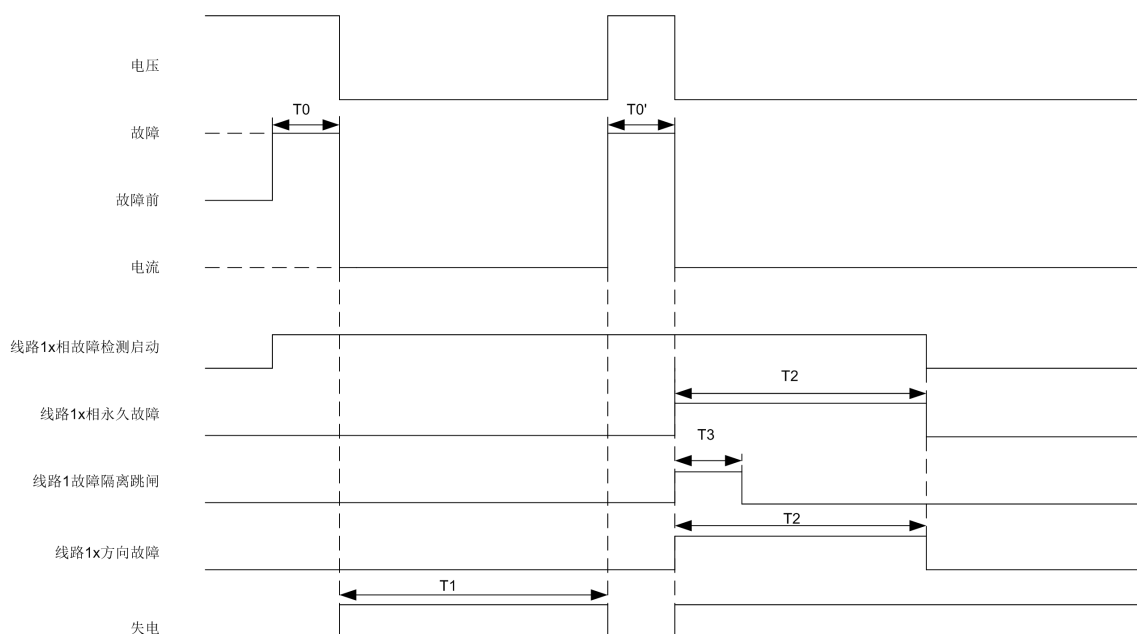 电压
T0
T0'
故障
故障前
电流
线路1x相故障检测启动
T2
线路1x相永久故障
T3
线路1故障隔离跳闸
T2
线路1x方向故障
T1
失电